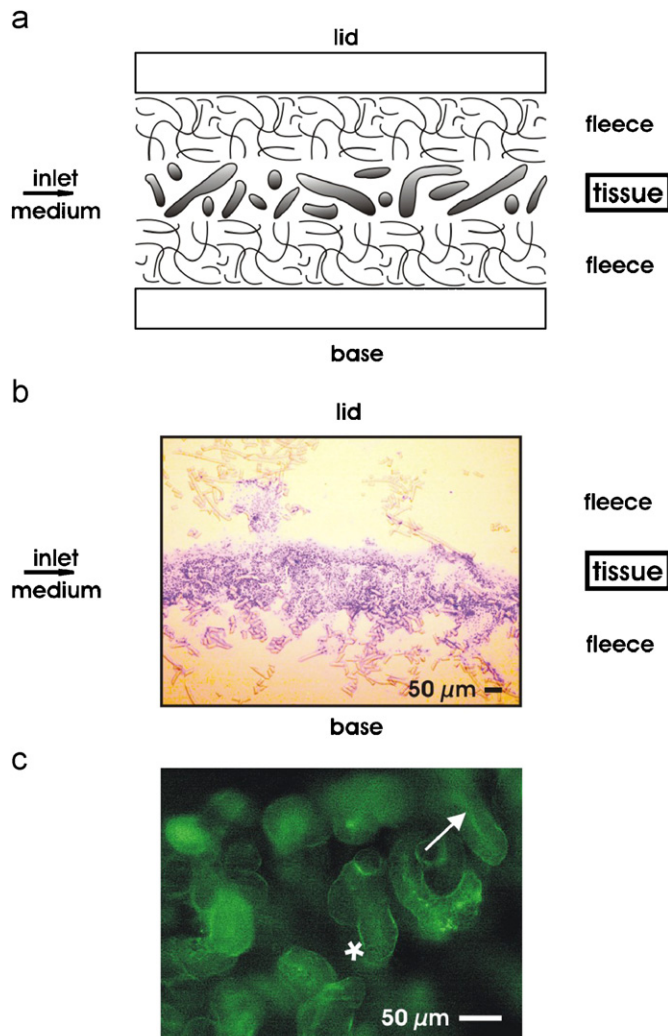 a
lid
fleece
inlet
medium
tissue
fleece
base
b
lid
fleece
inlet
medium
tissue
fleece
50 µm
base
c
50 µm